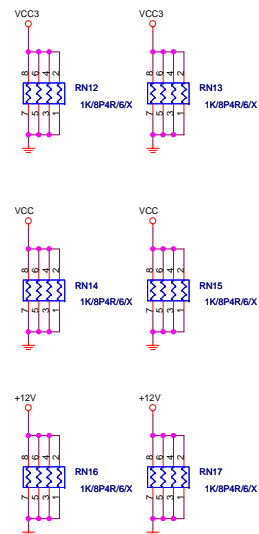 VCC3 VCC3
8 6 4 2 RN12 8 6 4 2 RN13
1K/8P4R/6/X 1K/8P4R/6/X
7 5 3 1 7 5 3 1
VCC VCC
8 6 4 2 RN14 8 6 4 2 RN15
1K/8P4R/6/X 1K/8P4R/6/X
7 5 3 1 7 5 3 1
+12V +12V
8 6 4 2 RN16 8 6 4 2 RN17
1K/8P4R/6/X 1K/8P4R/6/X
7 5 3 1 7 5 3 1